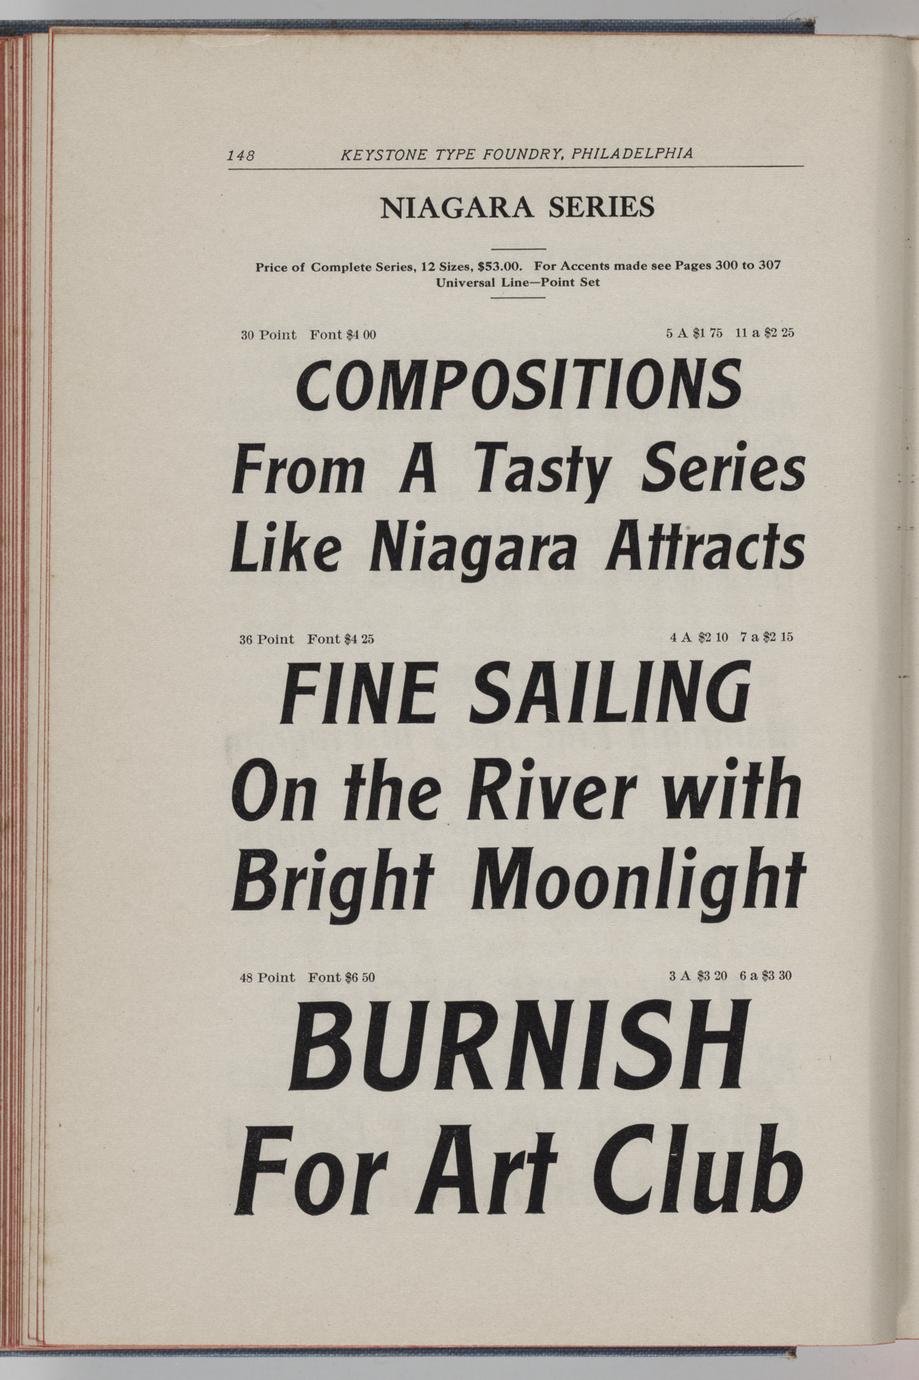 148 KEYSTONE TYPE FOUNDRY, PHILADELPHIA
NIAGARA SERIES
Price of Complete Series, 12 Sizes, $53.00. For Accents made see Pages 300 to 307
Universal Line—Point Set
30 Point Font $4 00 5 A $1 75 11 a $2 25
COMPOSITIONS
From A Tasty Series
Like Niagara Attracts
36 Point Font $4 25 4 A $2 10 7 a $2 15
FINE SAILING
On the River with
Bright Moonlight
48 Point Font $6 50 3 A $3 20 6 a $3 30
BURNISH
For Art Club